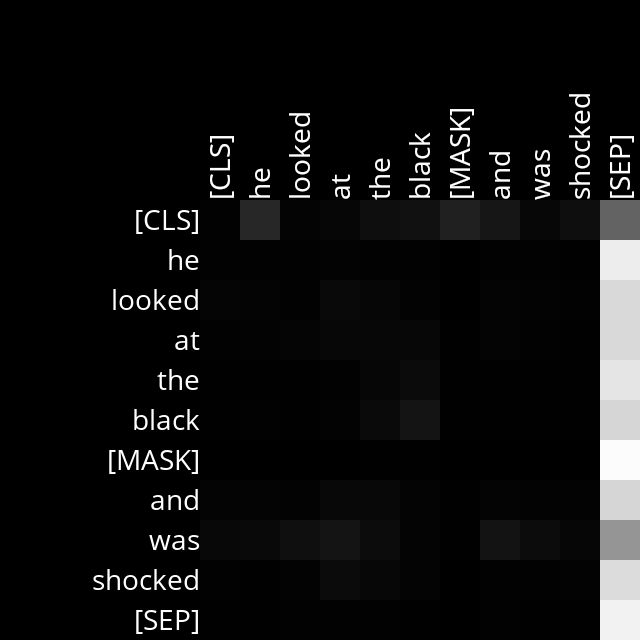 [CLS] he looked at the black [MASK] and was shocked [SEP]
[CLS]
he
looked
at
the
black
[MASK]
and
was
shocked
[SEP]